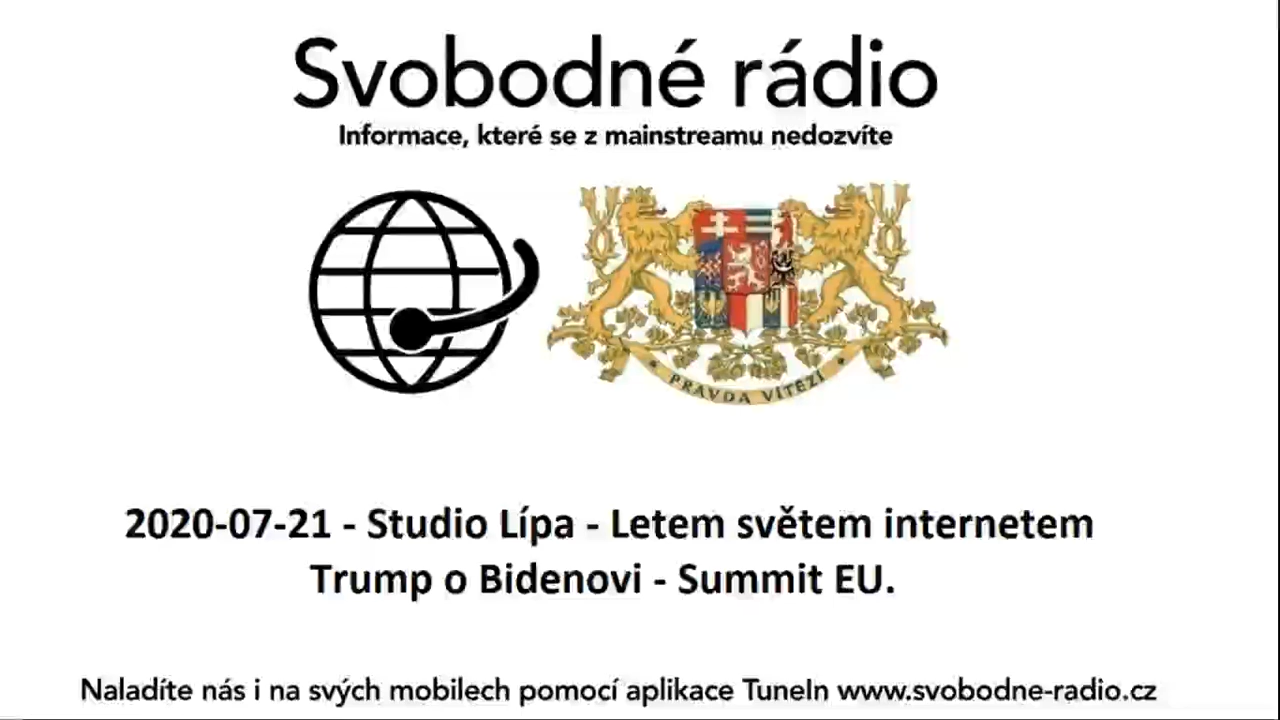 Svobodné rádio
Informace, které se z mainstreamu nedozvíte
PRAVDA VÍTĚZÍ
2020-07-21 - Studio Lípa - Letem světem internetem
Trump o Bidenovi - Summit EU.
Naladíte nás i na svých mobilech pomocí aplikace TuneIn www.svobodne-radio.cz